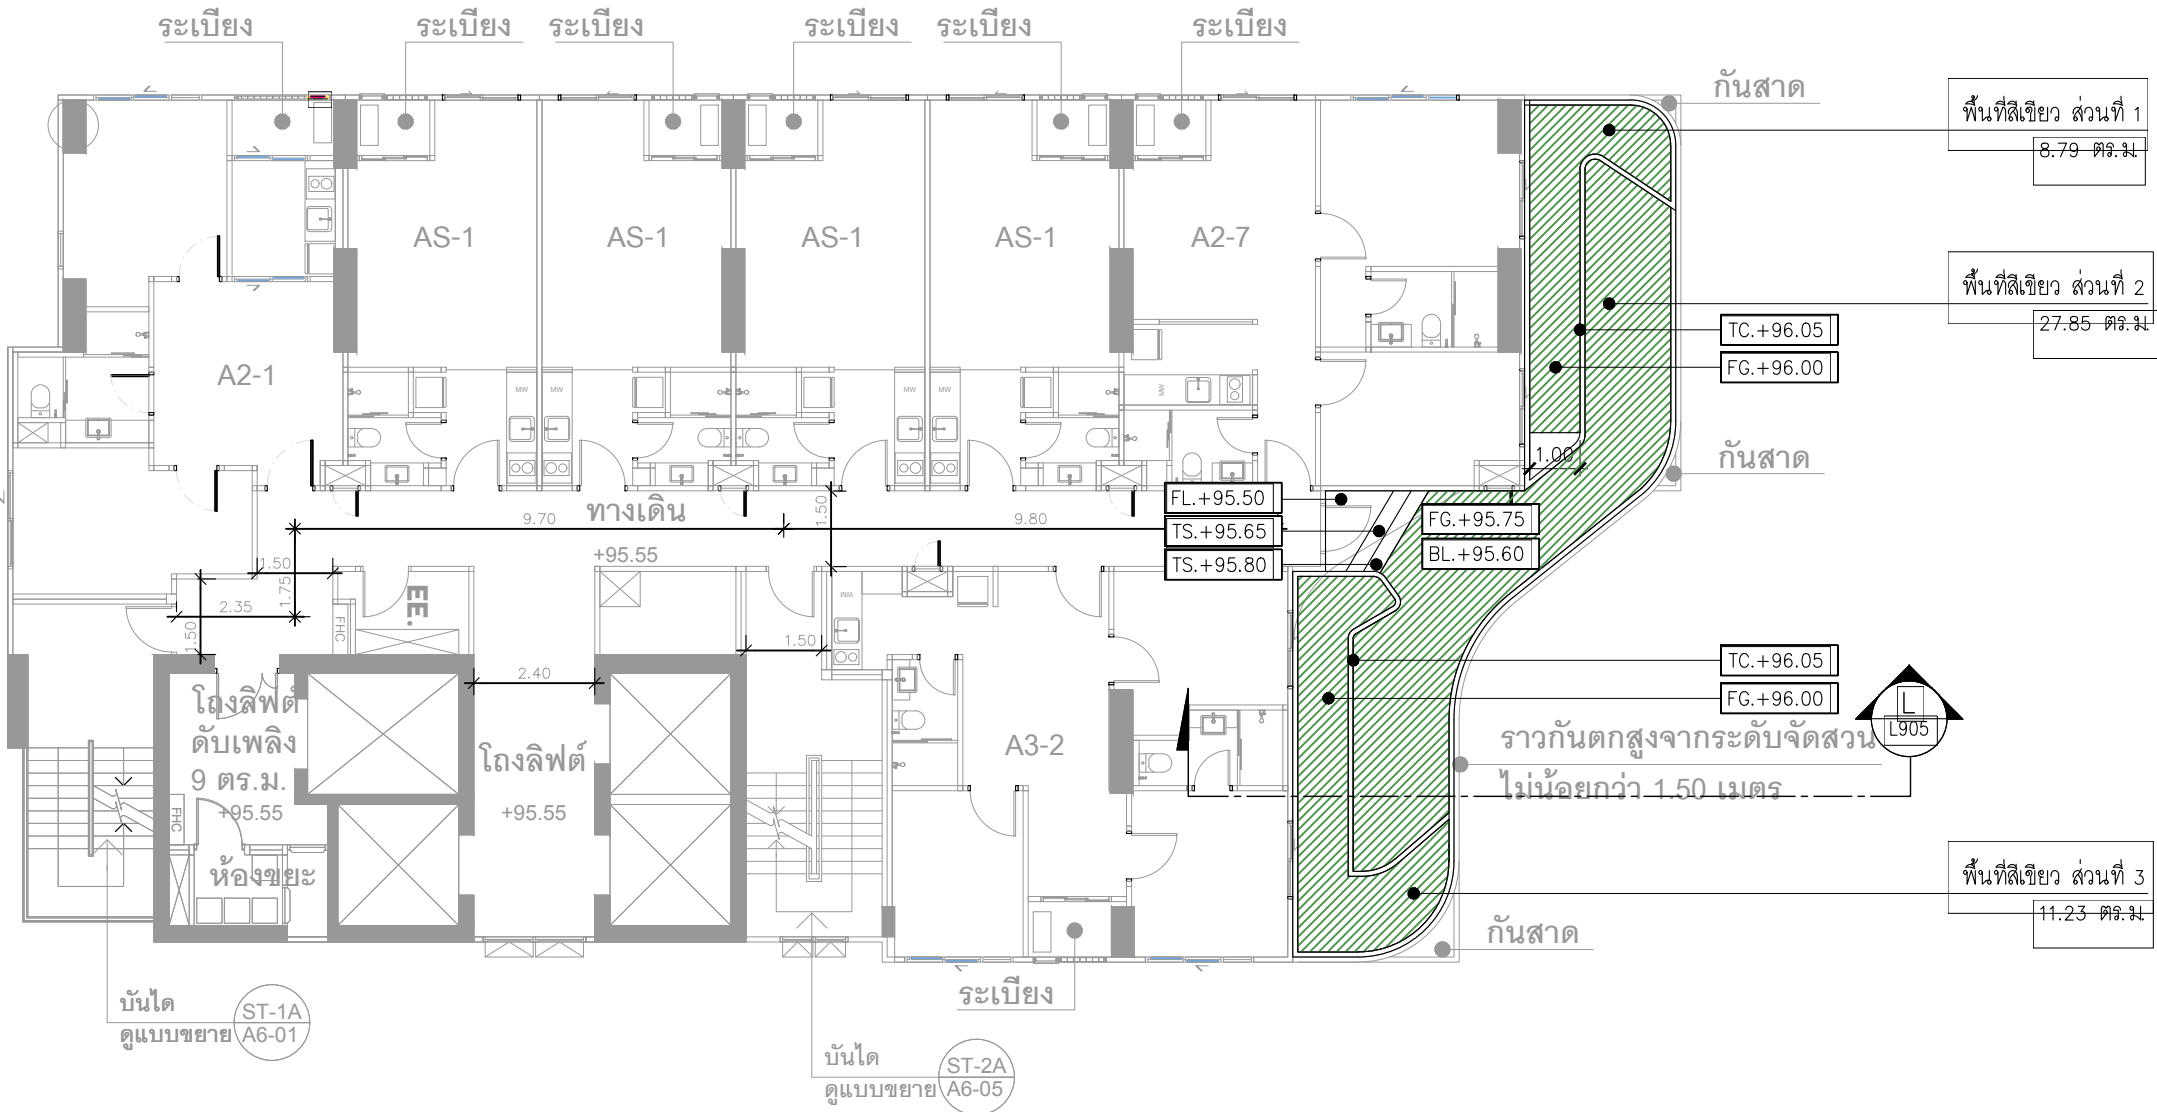 ระเบียง
ระเบียง
ระเบียง
ระเบียง
ระเบียง
ระเบียง
กันสาด
พื้นที่สีเขียว ส่วนที่ 1
8.79 ตร.ม.
AS-1
AS-1
AS-1
AS-1
A2-7
พื้นที่สีเขียว ส่วนที่ 2
27.85 ตร.ม.
TC.+96.05
FG.+96.00
A2-1
MW
MW
MW
MW
MW
1.00
กันสาด
FL.+95.50
TS.+95.65
TS.+95.80
FG.+95.75
BL.+95.60
9.70
ทางเดิน
1.50
9.80
+95.55
1.50
1.75
2.35
1.50
EE.
FHC
WM
1.50
2.40
TC.+96.05
FG.+96.00
L
L905
โถงลิฟต์
ดับเพลิง
9 ตร.ม.
+95.55
FHC
โถงลิฟต์
+95.55
A3-2
ราวกันตกสูงจากระดับจัดสวน
ไม่น้อยกว่า 1.50 เมตร
ห้องขยะ
พื้นที่สีเขียว ส่วนที่ 3
11.23 ตร.ม.
กันสาด
ระเบียง
บันได
ดูแบบขยาย
ST-1A
A6-01
บันได
ดูแบบขยาย
ST-2A
A6-05